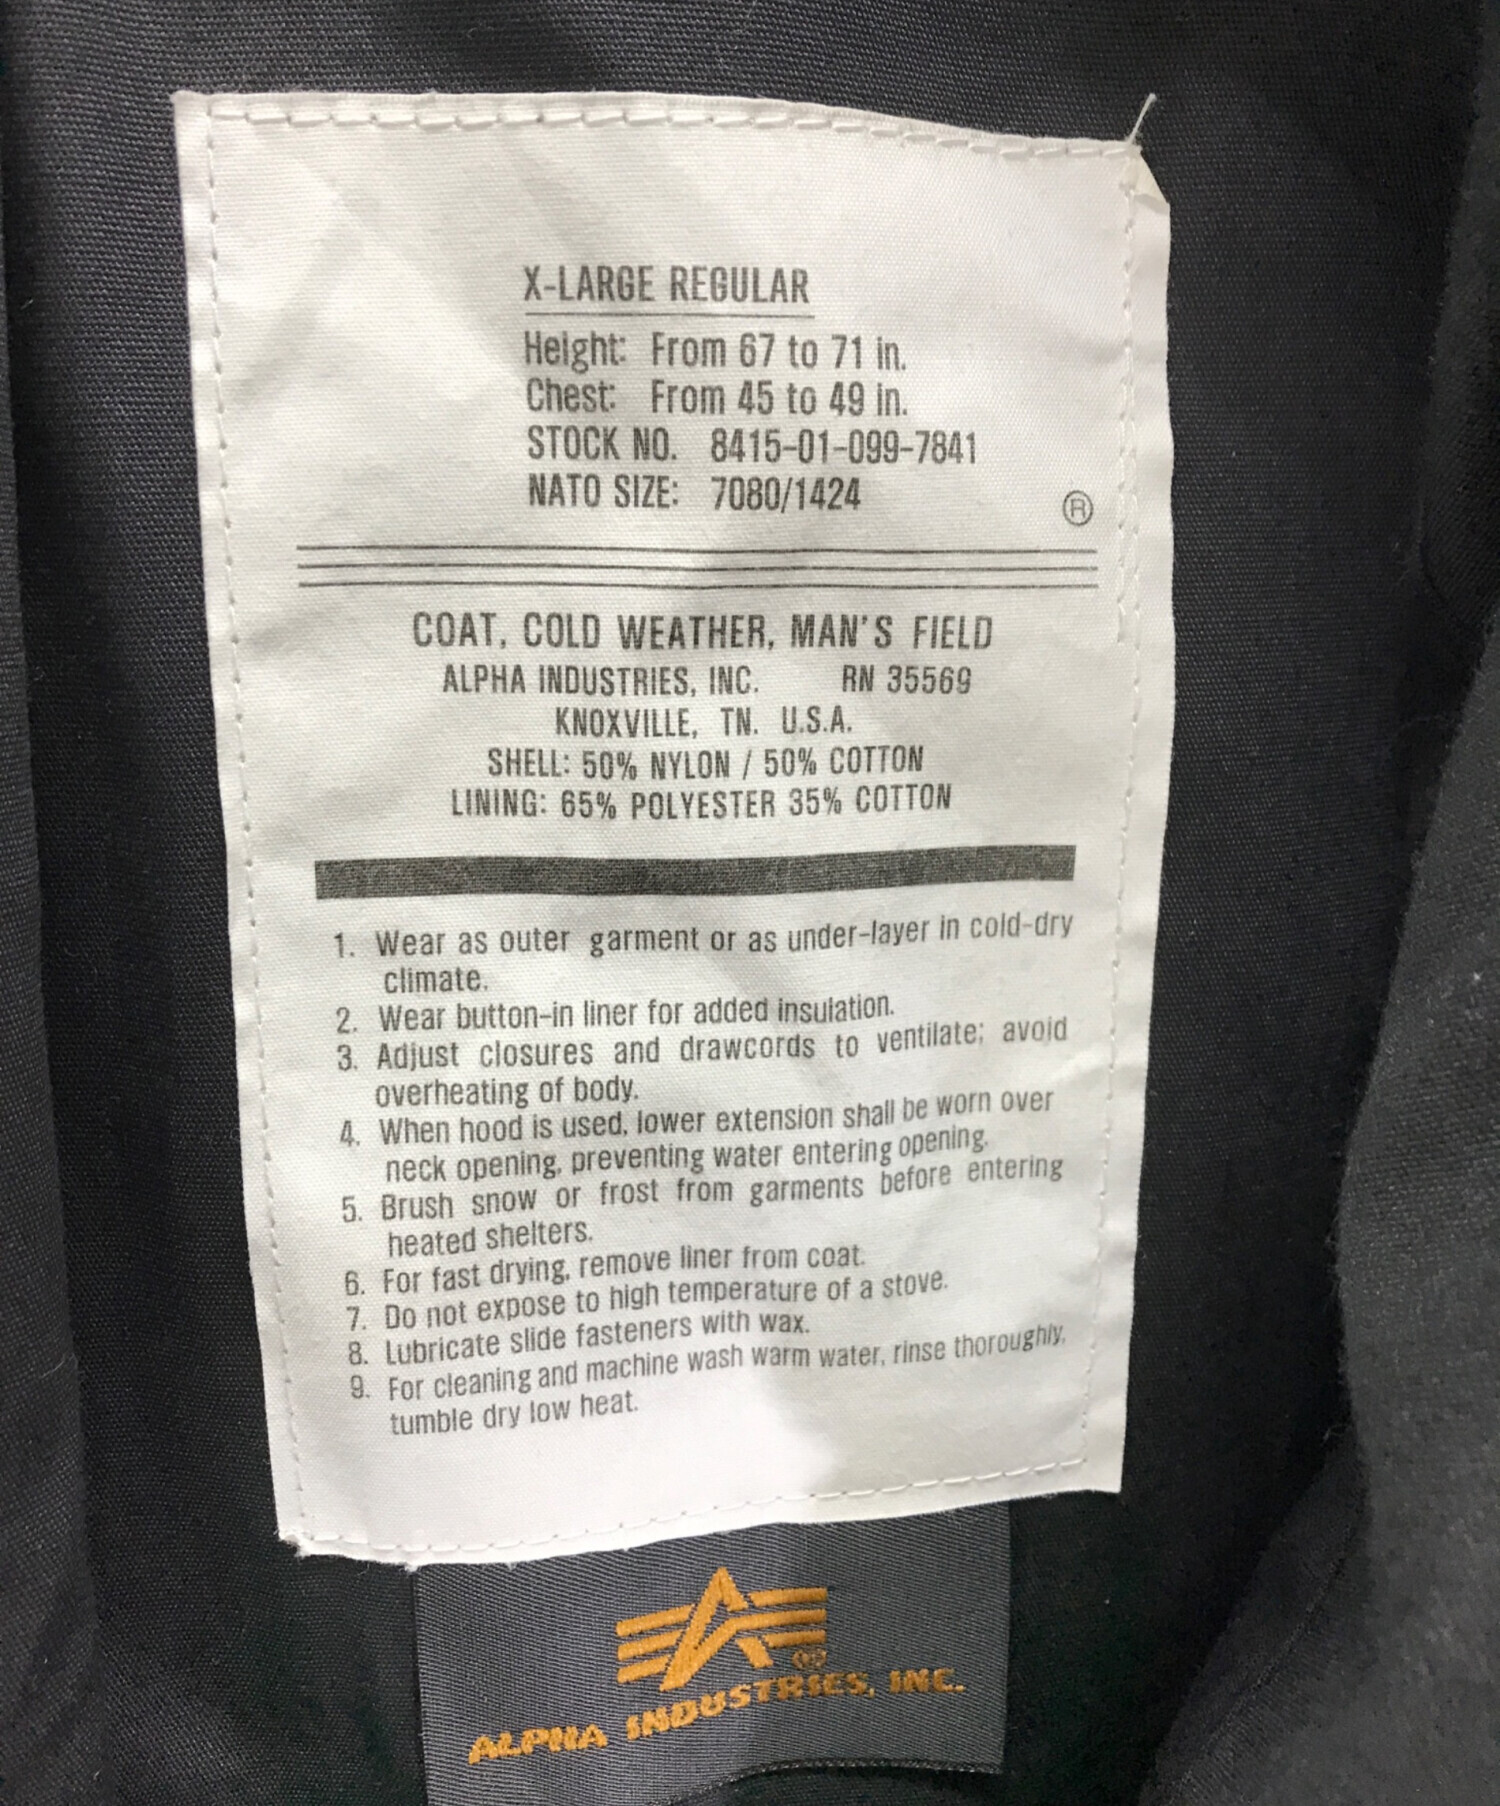 X-LARGE REGULAR
Height: From 67 to 71 in.
Chest: From 45 to 49 in.
STOCK NO. 8415-01-099-7841
NATO SIZE: 7080/1424
®
COAT, COLD WEATHER, MAN'S FIELD
ALPHA INDUSTRIES, INC. RN 35569
KNOXVILLE, TN. U.S.A.
SHELL: 50% NYLON / 50% COTTON
LINING: 65% POLYESTER 35% COTTON
1. Wear as outer garment or as under-layer in cold-dry
climate.
2. Wear button-in liner for added insulation.
3. Adjust closures and drawcords to ventilate; avoid
overheating of body.
4. When hood is used, lower extension shall be worn over
neck opening, preventing water entering opening.
5. Brush snow or frost from garments before entering
heated shelters.
6. For fast drying, remove liner from coat.
7. Do not expose to high temperature of a stove.
8. Lubricate slide fasteners with wax.
9. For cleaning and machine wash warm water, rinse thoroughly,
tumble dry low heat.
®
ALPHA INDUSTRIES, INC.